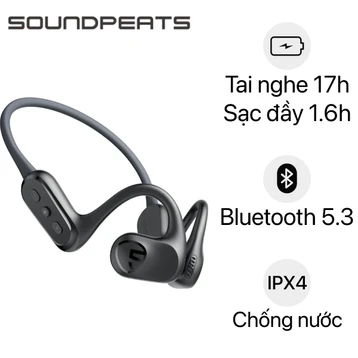 SOUNDPEATS
Tai nghe 17h
Sạc đầy 1.6h
Bluetooth 5.3
IPX4
Chống nước